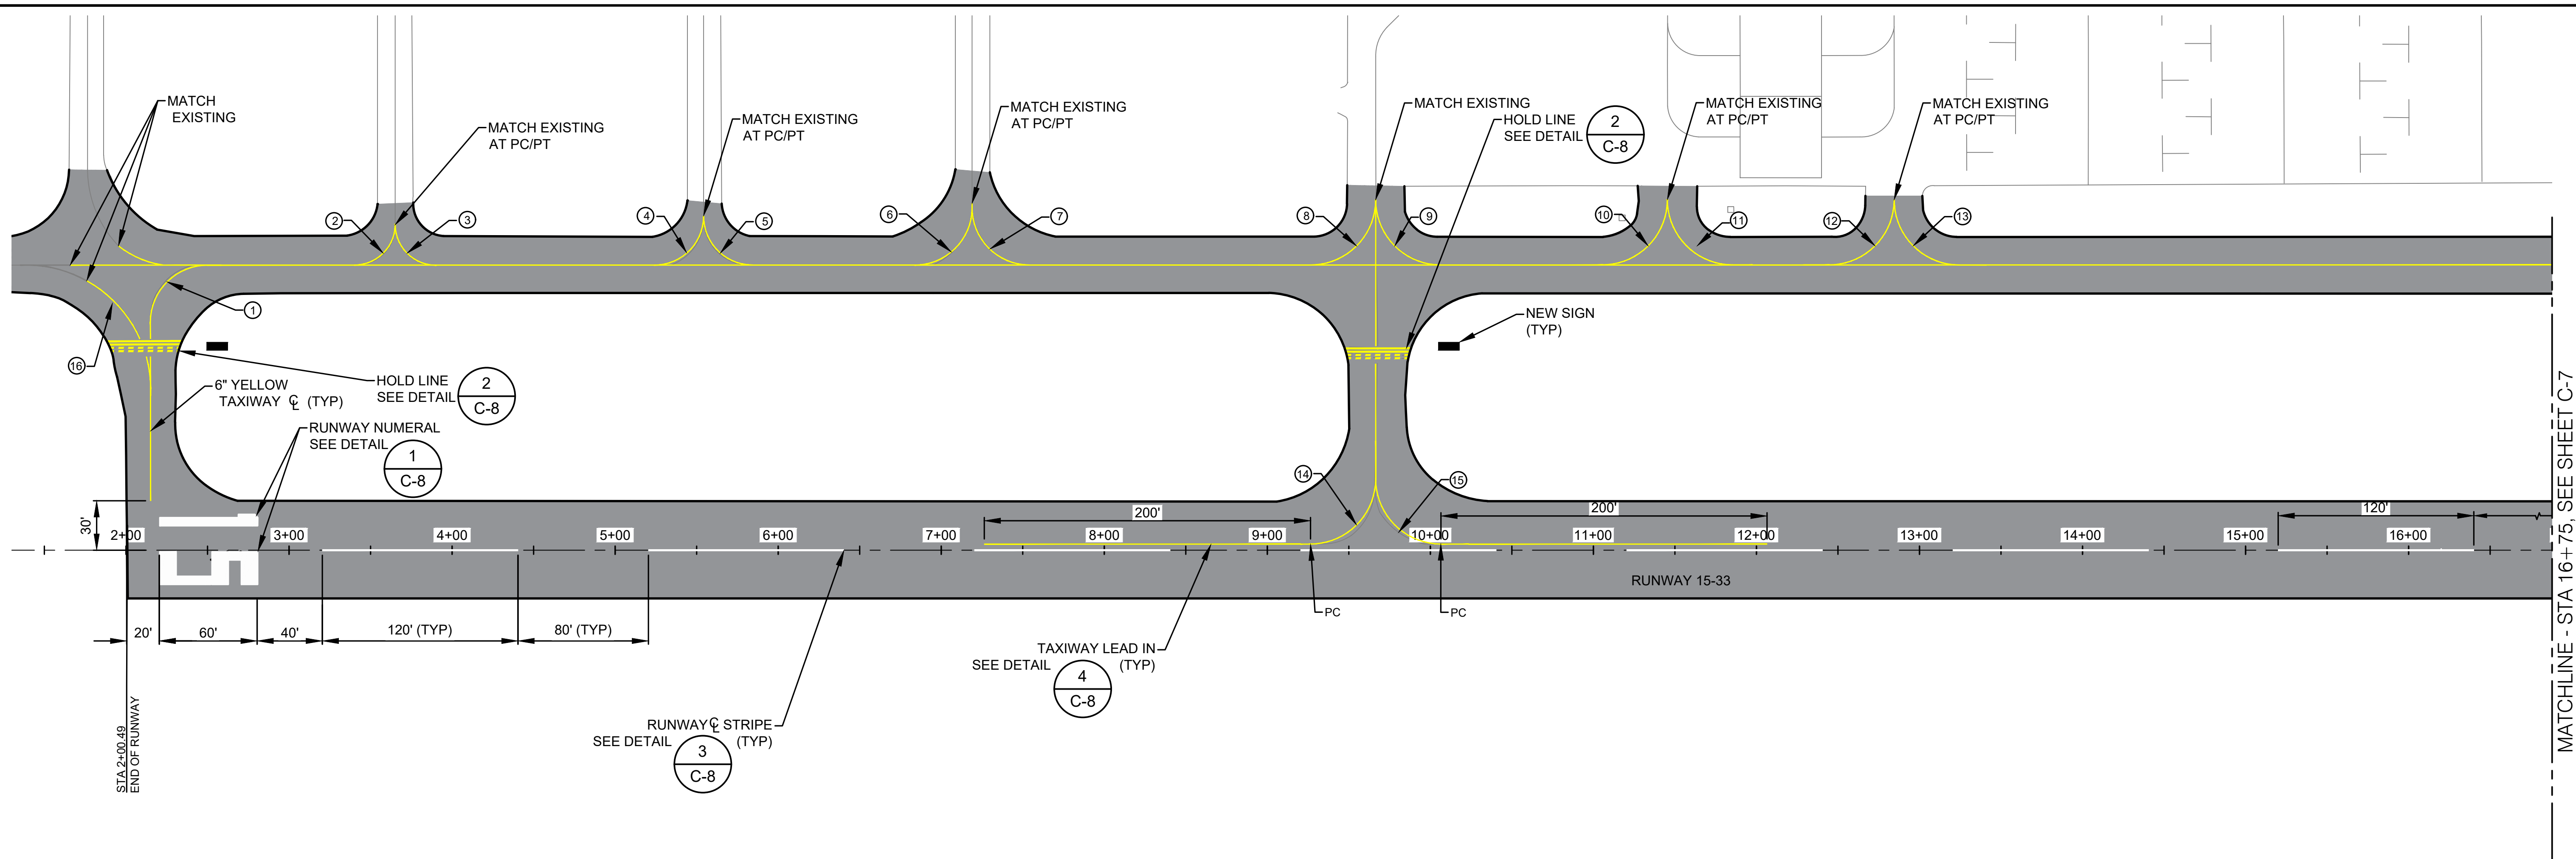 MATCH
EXISTING
MATCH EXISTING
AT PC/PT
MATCH EXISTING
AT PC/PT
MATCH EXISTING
AT PC/PT
MATCH EXISTING
HOLD LINE
SEE DETAIL
2
C-8
MATCH EXISTING
AT PC/PT
MATCH EXISTING
AT PC/PT
2
3
4
5
6
7
8
9
10
11
12
13
1
16
NEW SIGN
(TYP)
6" YELLOW
TAXIWAY ℄ (TYP)
HOLD LINE
SEE DETAIL
2
C-8
RUNWAY NUMERAL
SEE DETAIL
1
C-8
14
15
30'
200'
200'
120'
2+00
3+00
4+00
5+00
6+00
7+00
8+00
9+00
10+00
11+00
12+00
13+00
14+00
15+00
16+00
15
RUNWAY 15-33
PC
PC
20'
60'
40'
120' (TYP)
80' (TYP)
TAXIWAY LEAD IN
SEE DETAIL (TYP)
4
C-8
RUNWAY ℄ STRIPE
SEE DETAIL (TYP)
3
C-8
STA 2+00.49
END OF RUNWAY
MATCHLINE - STA 16+75, SEE SHEET C-7